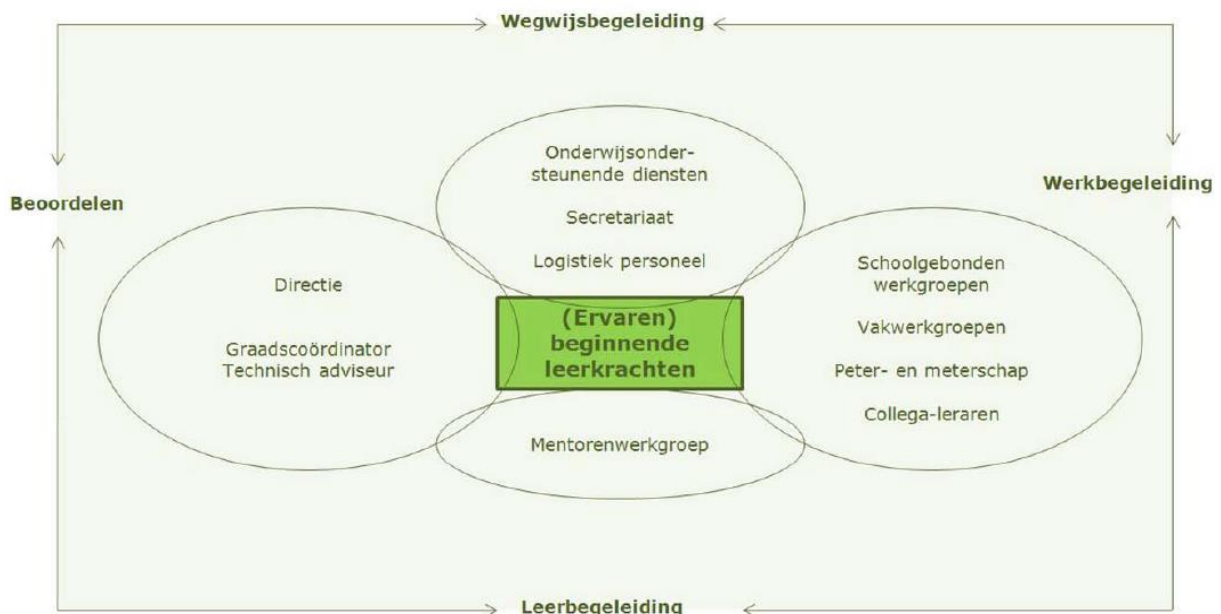 Wegwijsbegeleiding
Onderwijsonder-
steunende diensten
Secretariaat
Logistiek personeel
Beoordelen
Werkbegeleiding
Directie
Graadscoördinator
Technisch adviseur
(Ervaren)
beginnende
leerkrachten
Schoolgebonden
werkgroepen
Vakwerkgroepen
Peter- en meterschap
Collega-leraren
Mentorenwerkgroep
Leerbegeleiding